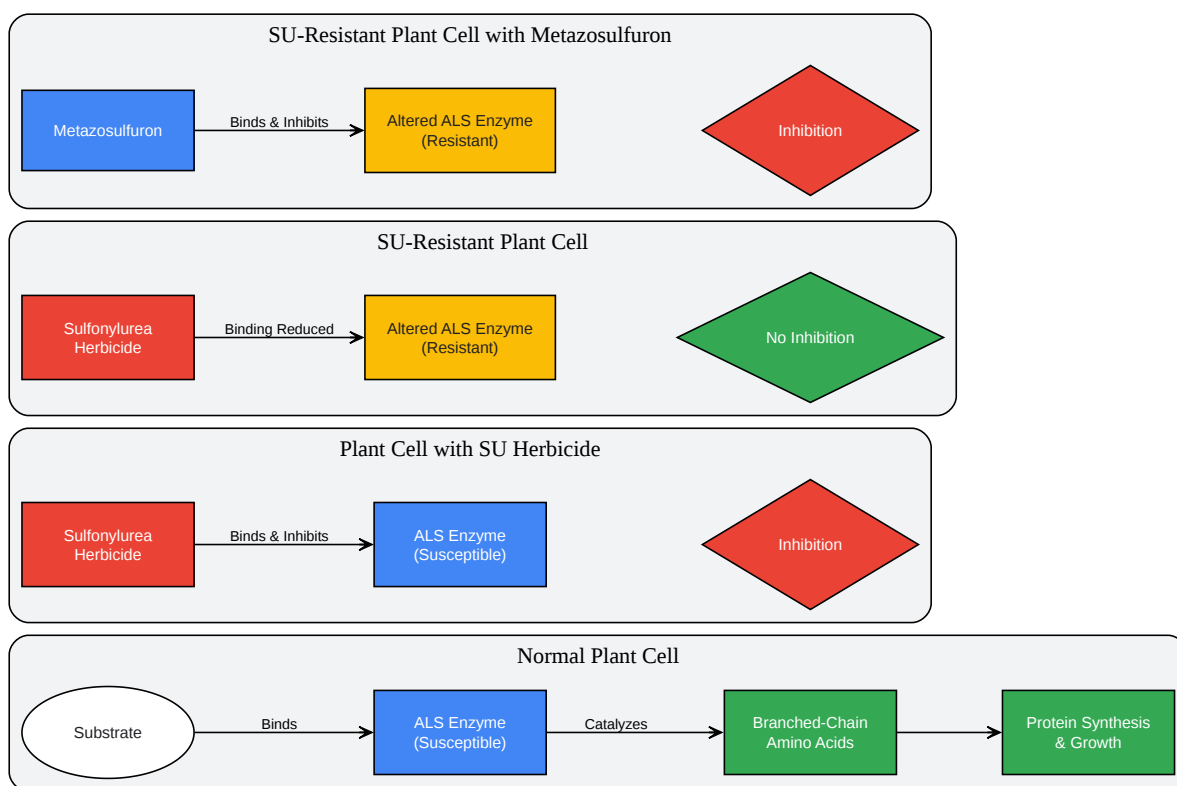 SU-Resistant Plant Cell with Metazosulfuron
Metazosulfuron
Binds & Inhibits
Altered ALS Enzyme
(Resistant)
Inhibition
SU-Resistant Plant Cell
Sulfonylurea
Herbicide
Binding Reduced
Altered ALS Enzyme
(Resistant)
No Inhibition
Plant Cell with SU Herbicide
Sulfonylurea
Herbicide
Binds & Inhibits
ALS Enzyme
(Susceptible)
Inhibition
Normal Plant Cell
Substrate
Binds
ALS Enzyme
(Susceptible)
Catalyzes
Branched-Chain
Amino Acids
Protein Synthesis
& Growth